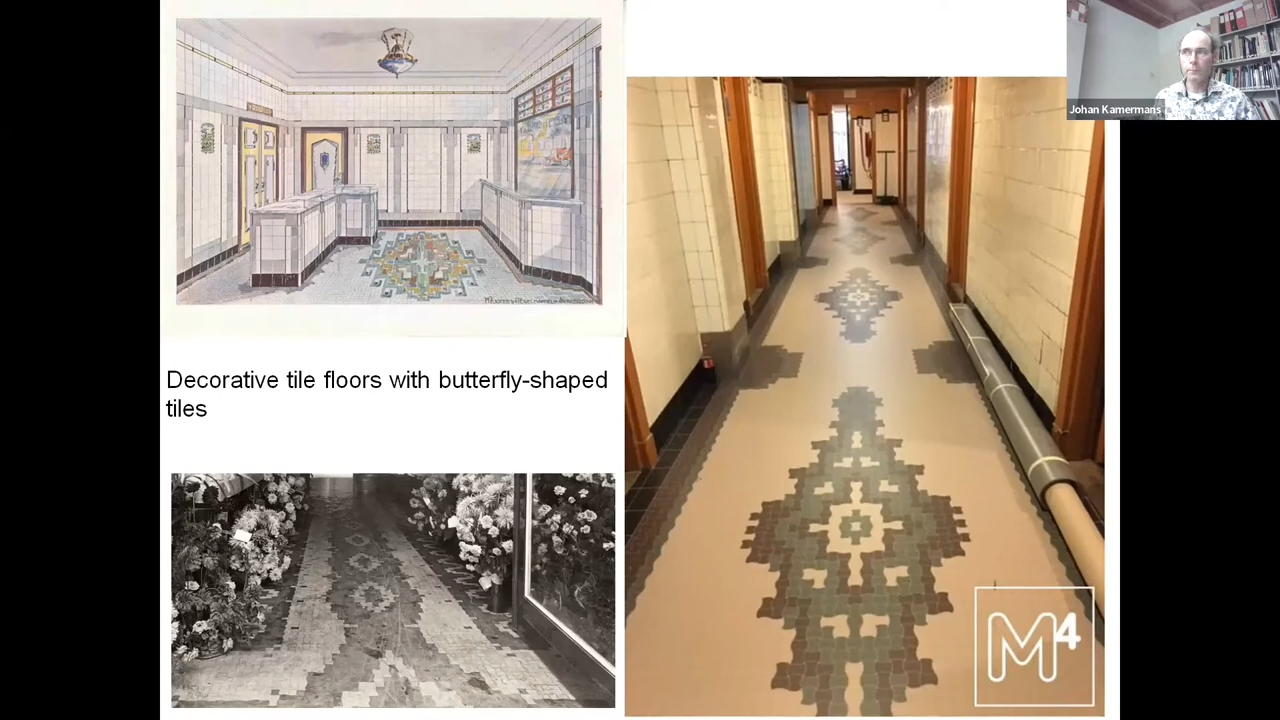 Johan Kamermans
Decorative tile floors with butterfly-shaped
tiles
M4